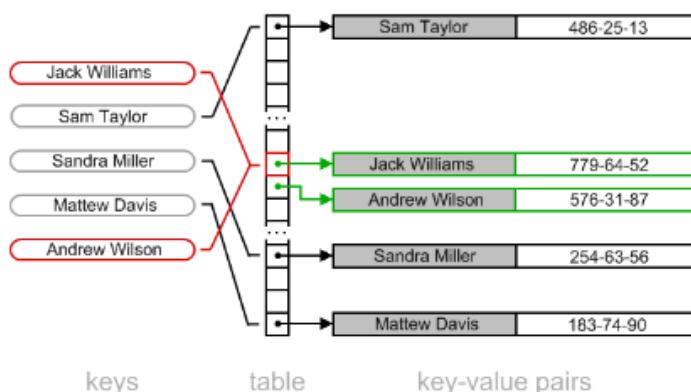 Sam Taylor 486-25-13
Jack Williams
Sam Taylor
...
Sandra Miller
Jack Williams 779-64-52
Mattew Davis
Andrew Wilson 576-31-87
...
Andrew Wilson
Sandra Miller 254-63-56
Mattew Davis 183-74-90
keys table key-value pairs